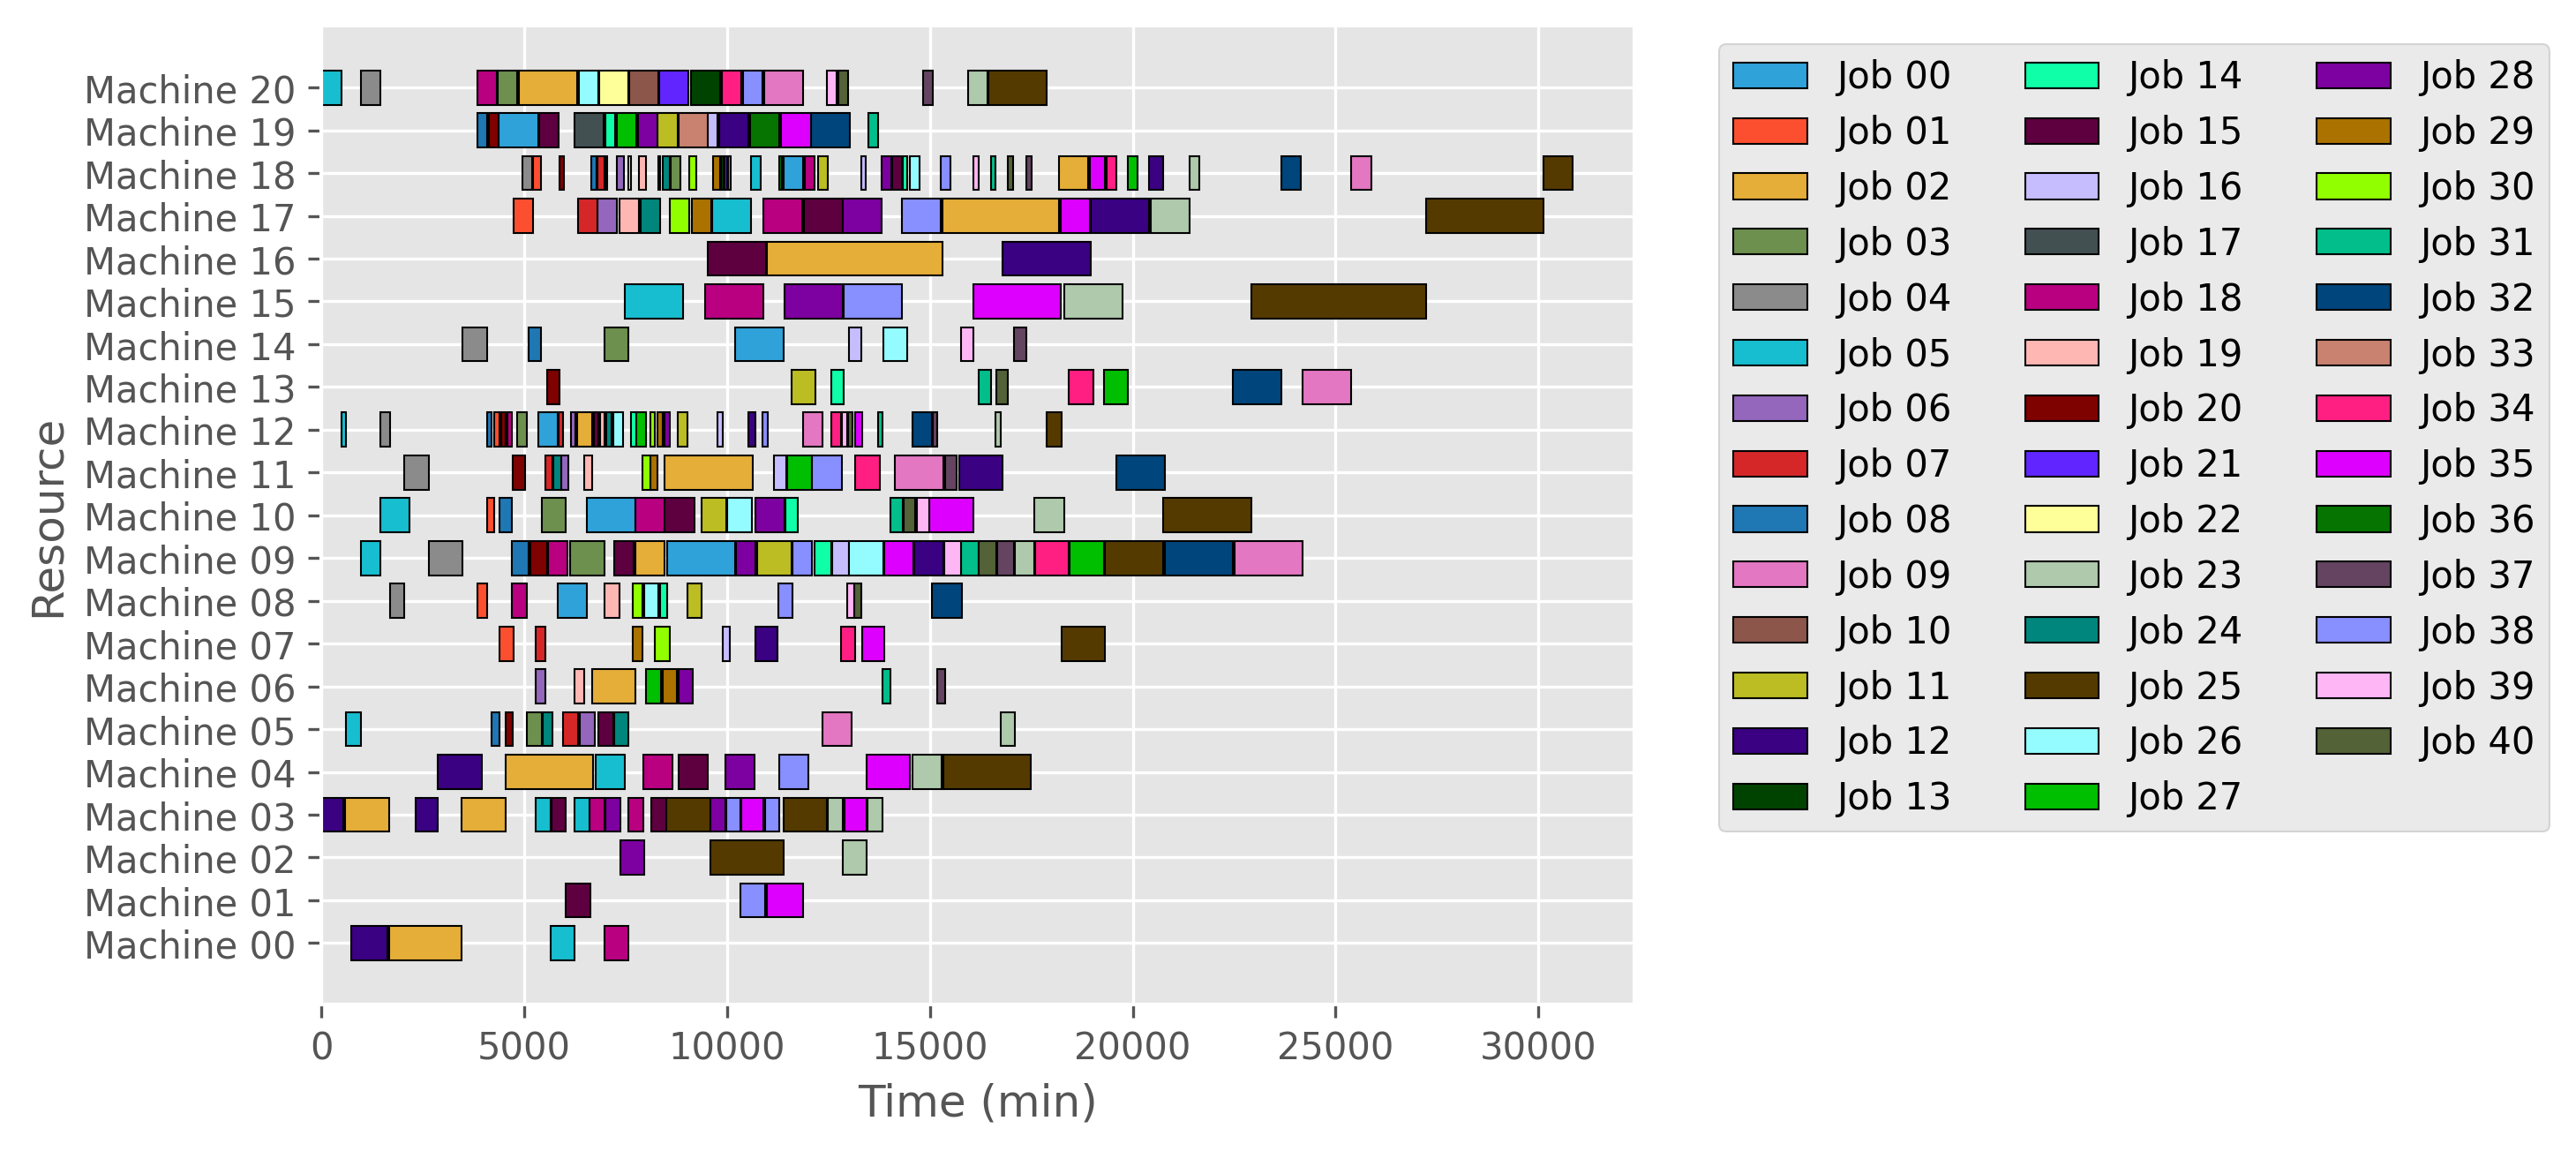 Resource
Machine 20
Machine 19
Machine 18
Machine 17
Machine 16
Machine 15
Machine 14
Machine 13
Machine 12
Machine 11
Machine 10
Machine 09
Machine 08
Machine 07
Machine 06
Machine 05
Machine 04
Machine 03
Machine 02
Machine 01
Machine 00
0 5000 10000 15000 20000 25000 30000
Time (min)
Job 00
Job 01
Job 02
Job 03
Job 04
Job 05
Job 06
Job 07
Job 08
Job 09
Job 10
Job 11
Job 12
Job 13
Job 14
Job 15
Job 16
Job 17
Job 18
Job 19
Job 20
Job 21
Job 22
Job 23
Job 24
Job 25
Job 26
Job 27
Job 28
Job 29
Job 30
Job 31
Job 32
Job 33
Job 34
Job 35
Job 36
Job 37
Job 38
Job 39
Job 40